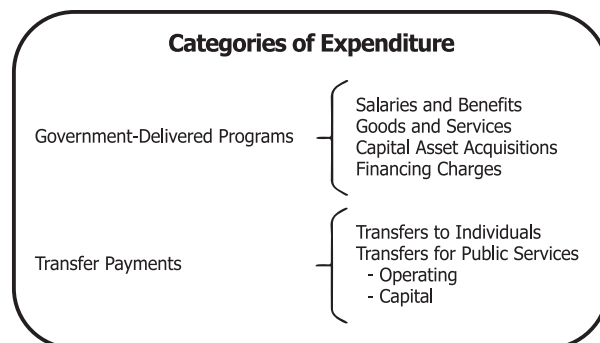 Categories of Expenditure
Government-Delivered Programs
Salaries and Benefits
Goods and Services
Capital Asset Acquisitions
Financing Charges
Transfer Payments
Transfers to Individuals
Transfers for Public Services
- Operating
- Capital